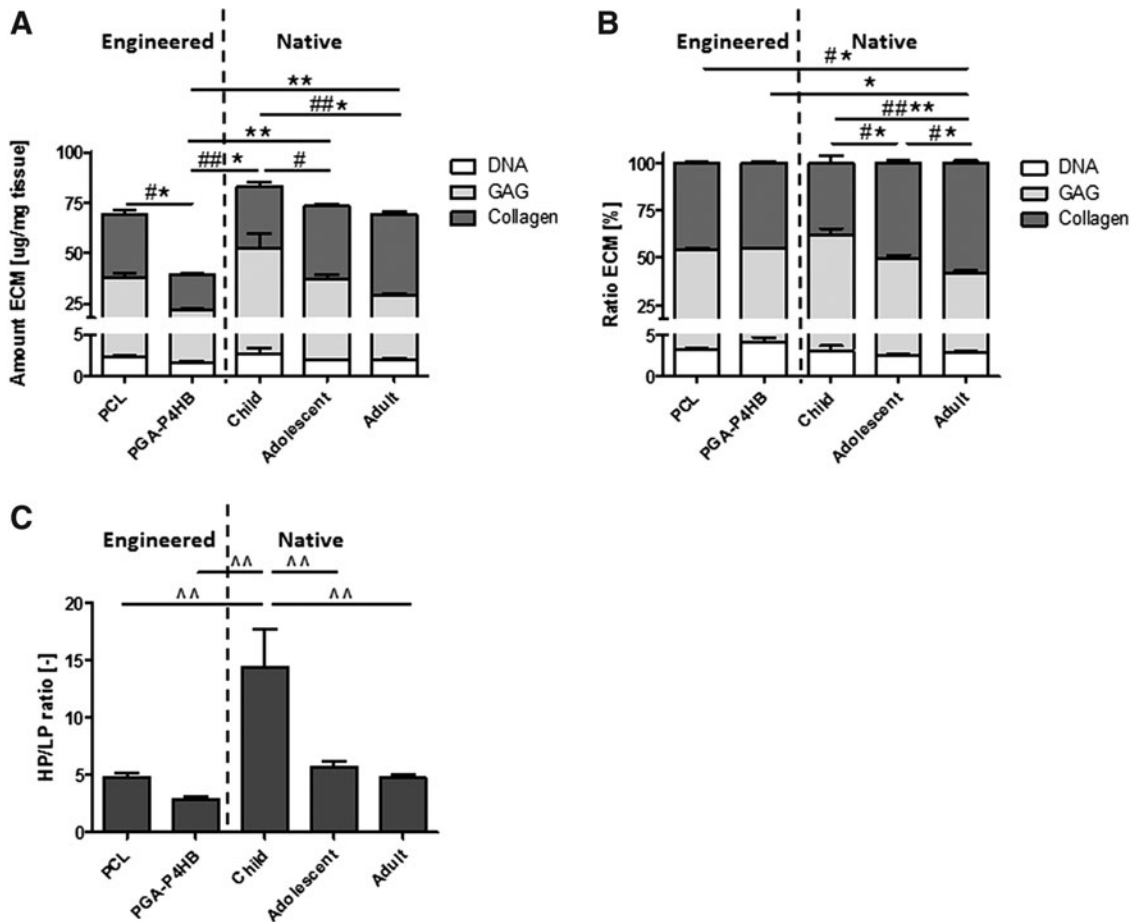 A
Engineered
Native
**
## *
**
## * #
# *
Amount ECM [ug/mg tissue]
100
75
50
25
5
0
PCL
PGA-P4HB
Child
Adolescent
Adult
DNA
GAG
Collagen
B
Engineered
Native
# *
*
## **
# * # *
Ratio ECM [%]
100
75
50
25
5
0
PCL
PGA-P4HB
Child
Adolescent
Adult
DNA
GAG
Collagen
C
Engineered
Native
^^ ^^
^^ ^^
HP/LP ratio [-]
20
15
10
5
0
PCL
PGA-P4HB
Child
Adolescent
Adult